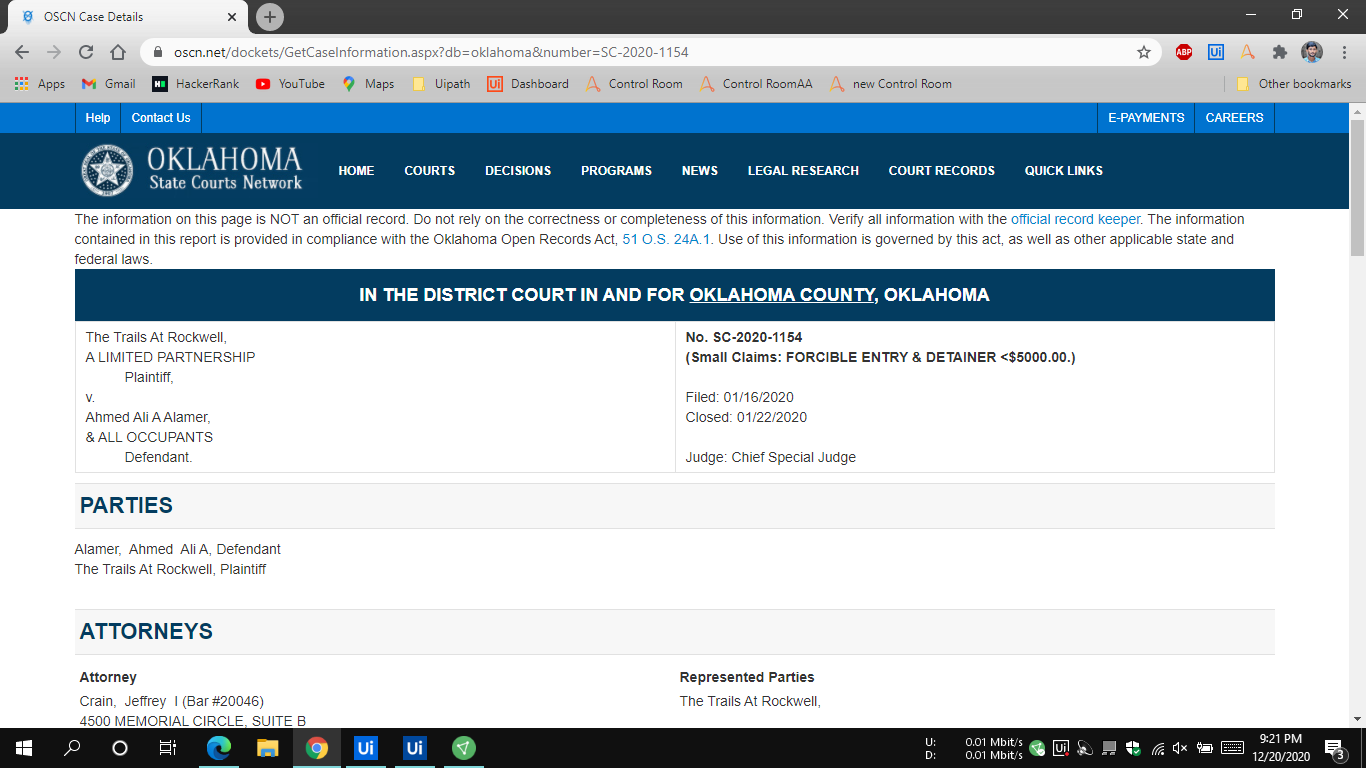 OSCN Case Details
oscn.net/dockets/GetCaseInformation.aspx?db=oklahoma&number=SC-2020-1154
ABP
Ui
Apps
Gmail
HackerRank
YouTube
Maps
Uipath
Ui Dashboard
Control Room
Control RoomAA
new Control Room
Other bookmarks
Help
Contact Us
E-PAYMENTS
CAREERS
OKLAHOMA
State Courts Network
HOME
COURTS
DECISIONS
PROGRAMS
NEWS
LEGAL RESEARCH
COURT RECORDS
QUICK LINKS
The information on this page is NOT an official record. Do not rely on the correctness or completeness of this information. Verify all information with the official record keeper. The information
contained in this report is provided in compliance with the Oklahoma Open Records Act, 51 O.S. 24A.1. Use of this information is governed by this act, as well as other applicable state and
federal laws.
IN THE DISTRICT COURT IN AND FOR OKLAHOMA COUNTY, OKLAHOMA
The Trails At Rockwell,
A LIMITED PARTNERSHIP
Plaintiff,
v.
Ahmed Ali A Alamer,
& ALL OCCUPANTS
Defendant.
No. SC-2020-1154
(Small Claims: FORCIBLE ENTRY & DETAINER <$5000.00.)
Filed: 01/16/2020
Closed: 01/22/2020
Judge: Chief Special Judge
PARTIES
Alamer, Ahmed Ali A, Defendant
The Trails At Rockwell, Plaintiff
ATTORNEYS
Attorney
Crain, Jeffrey I (Bar #20046)
4500 MEMORIAL CIRCLE, SUITE B
Represented Parties
The Trails At Rockwell,
Ui
Ui
U: 0.01 Mbit/s
D: 0.01 Mbit/s
Ui
9:21 PM
12/20/2020
3